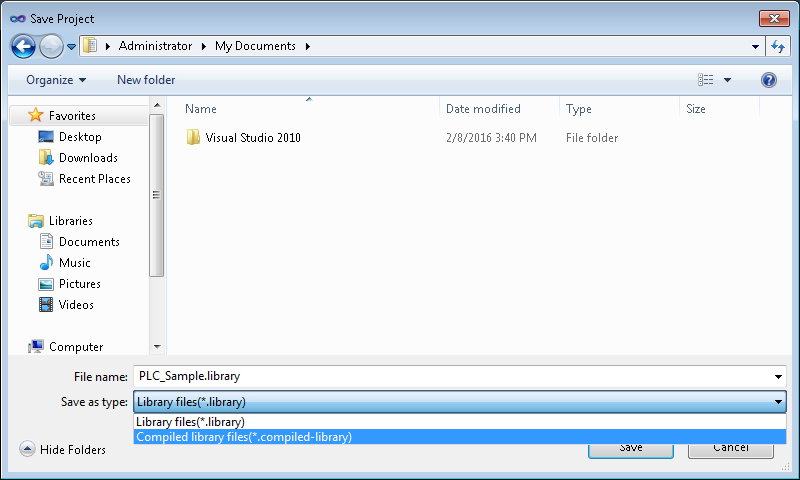 Save Project
Administrator My Documents
Organize New folder
Name Date modified Type Size
Favorites
Visual Studio 2010 2/8/2016 3:40 PM File folder
Desktop
Downloads
Recent Places
Libraries
Documents
Music
Pictures
Videos
Computer
File name: PLC_Sample.library
Save as type: Library files(*.library)
Library files(*.library)
Compiled library files(*.compiled-library)
Hide Folders Save Cancel